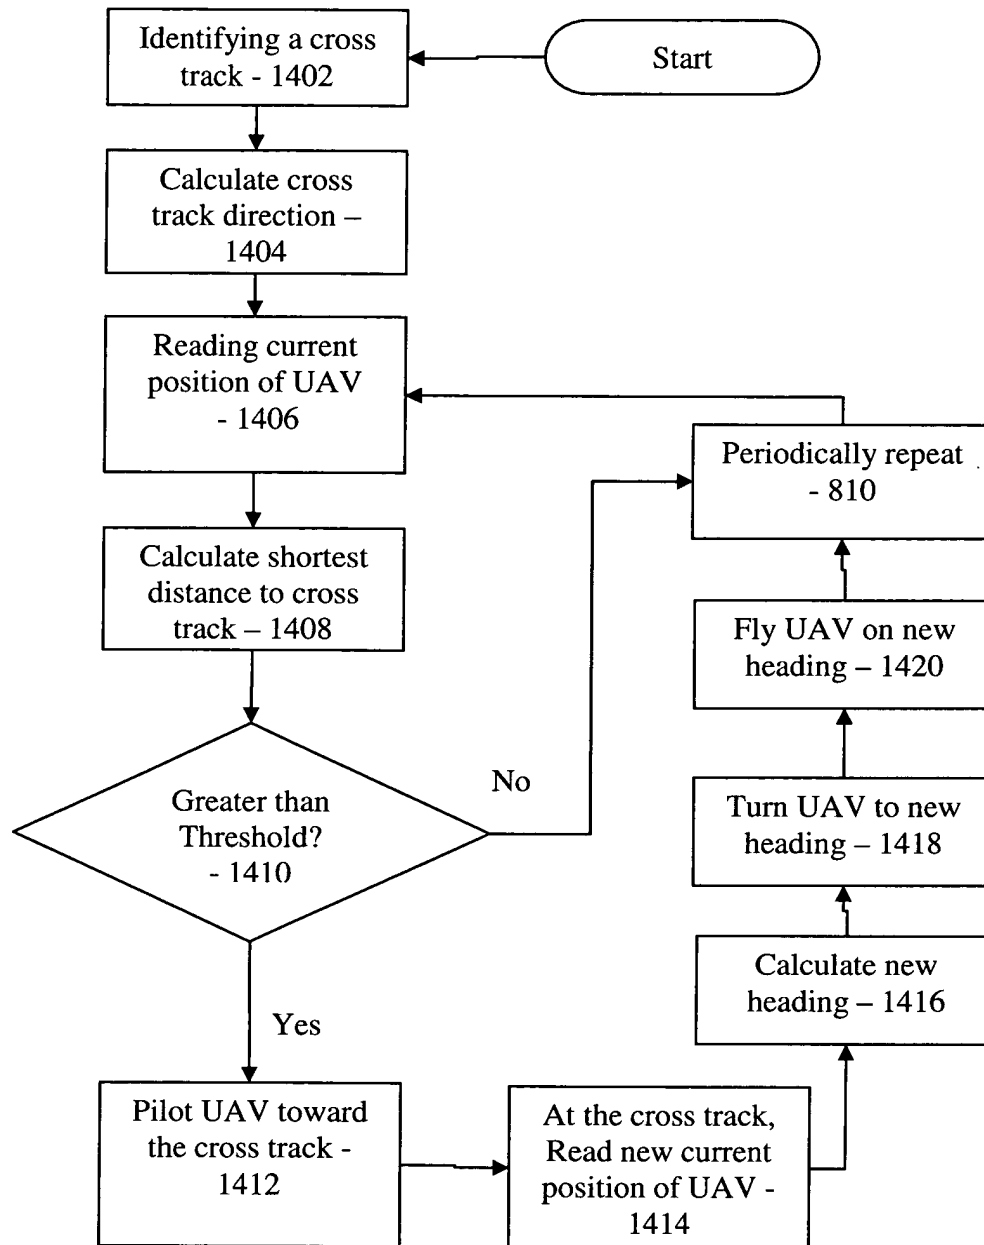 Start
Identifying a cross
track - 1402
Calculate cross
track direction –
1404
Reading current
position of UAV
- 1406
Calculate shortest
distance to cross
track – 1408
Greater than
Threshold?
- 1410
No
Yes
Pilot UAV toward
the cross track -
1412
At the cross track,
Read new current
position of UAV -
1414
Calculate new
heading – 1416
Turn UAV to new
heading – 1418
Fly UAV on new
heading – 1420
Periodically repeat
- 810